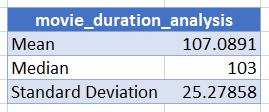 movie_duration_analysis
Mean 107.0891
Median 103
Standard Deviation 25.27858